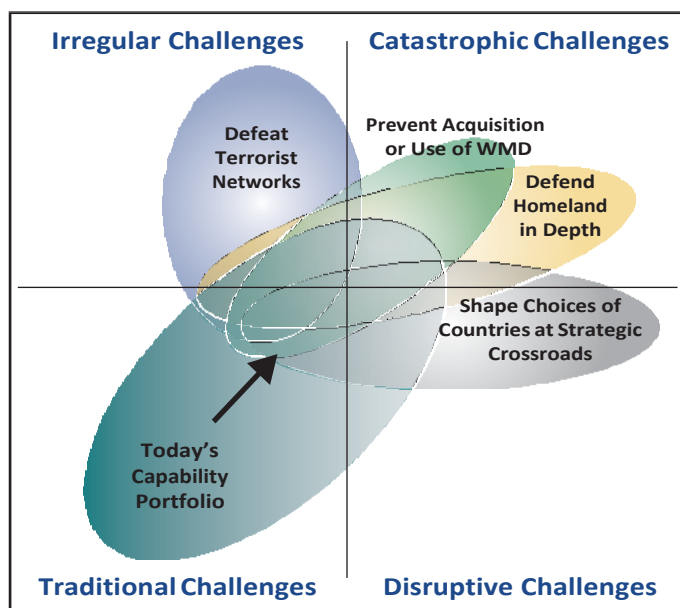 Irregular Challenges
Catastrophic Challenges
Defeat
Terrorist
Networks
Prevent Acquisition
or Use of WMD
Defend
Homeland
in Depth
Shape Choices of
Countries at Strategic
Crossroads
Today’s
Capability
Portfolio
Traditional Challenges
Disruptive Challenges